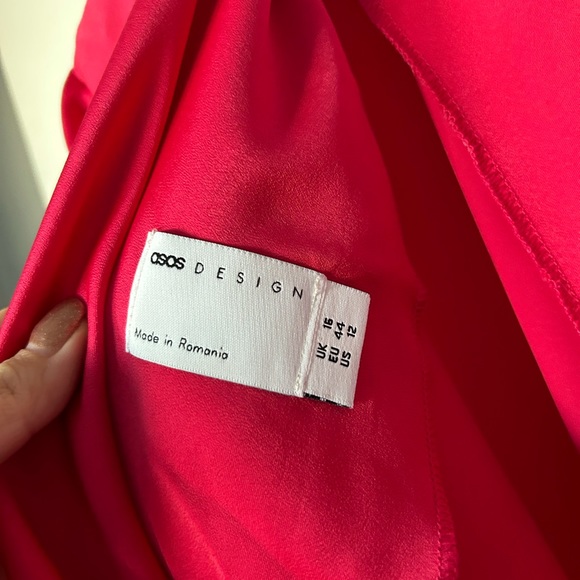 asos DESIGN
Made in Romania
UK 16
EU 44
US 12